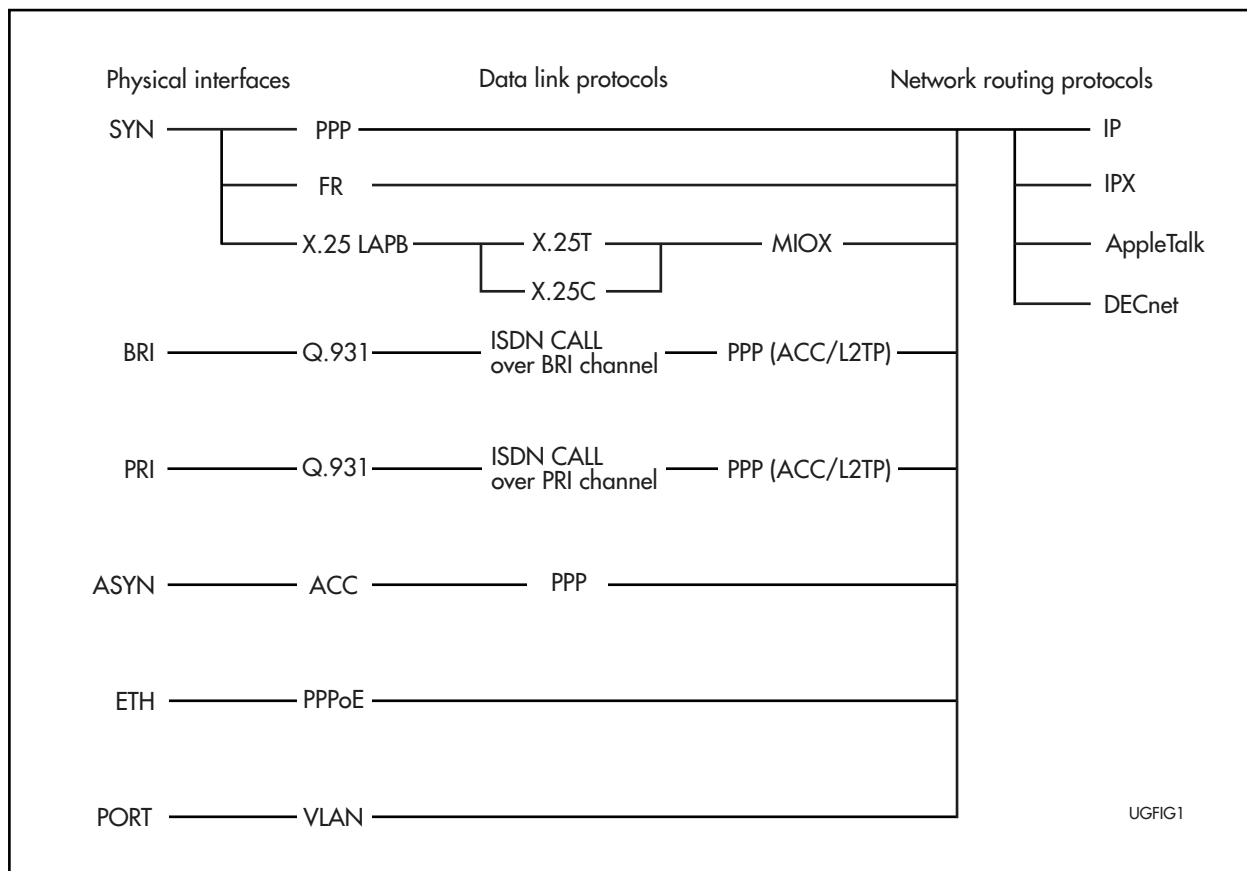 Physical interfaces
Data link protocols
Network routing protocols
SYN
PPP
IP
FR
IPX
X.25 LAPB
X.25T
MIOX
AppleTalk
X.25C
DECnet
BRI
Q.931
ISDN CALL
over BRI channel
PPP (ACC/L2TP)
PRI
Q.931
ISDN CALL
over PRI channel
PPP (ACC/L2TP)
ASYN
ACC
PPP
ETH
PPPoE
PORT
VLAN
UGFIG1